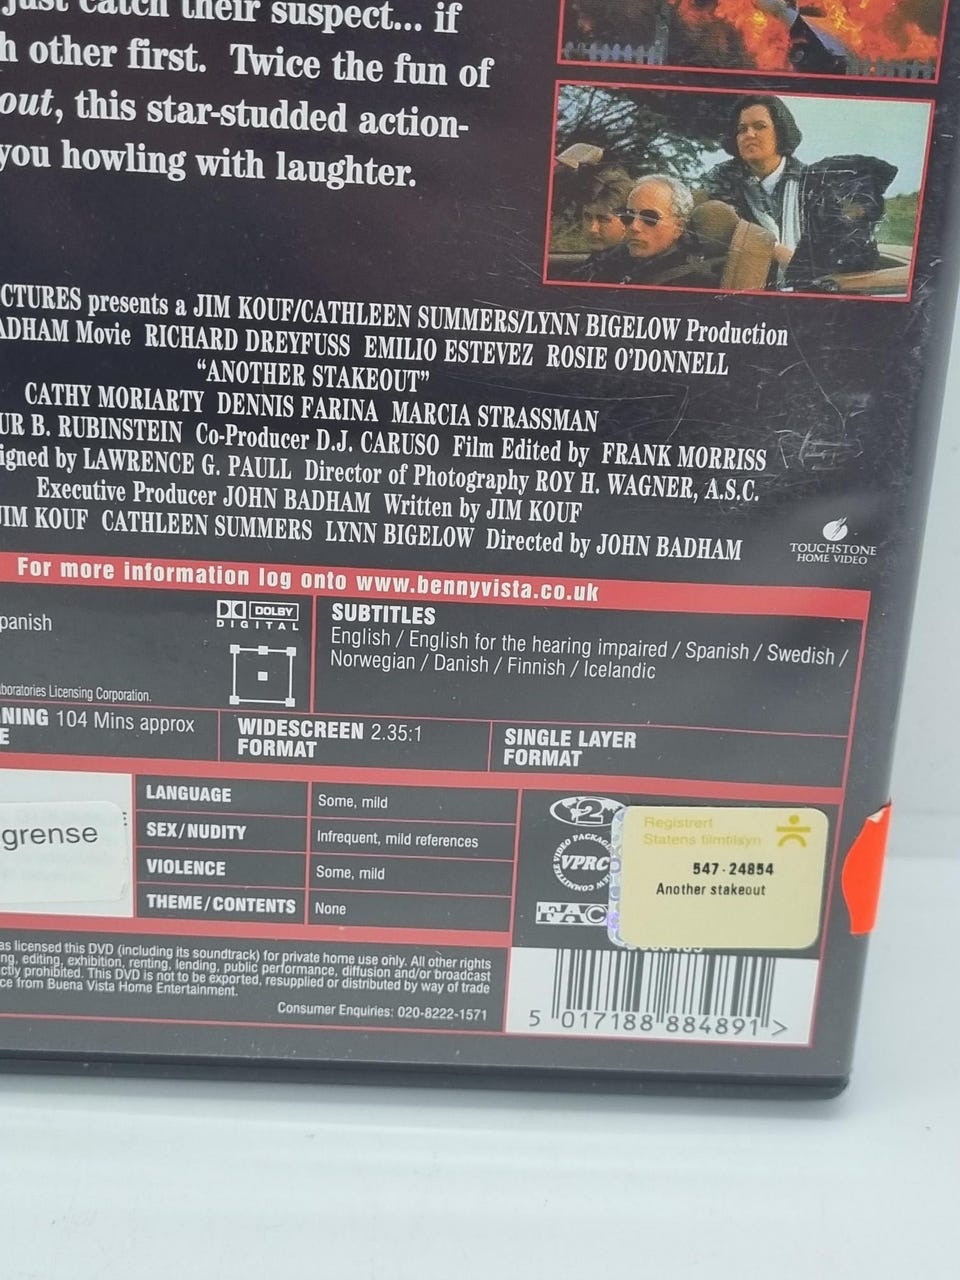 just catch their suspect... if
h other first. Twice the fun of
out, this star-studded action-
you howling with laughter.
CTURES presents a JIM KOUF/CATHLEEN SUMMERS/LYNN BIGELOW Production
ADHAM Movie RICHARD DREYFUSS EMILIO ESTEVEZ ROSIE O'DONNELL
"ANOTHER STAKEOUT"
CATHY MORIARTY DENNIS FARINA MARCIA STRASSMAN
UR B. RUBINSTEIN Co-Producer D.J. CARUSO Film Edited by FRANK MORRISS
igned by LAWRENCE G. PAULL Director of Photography ROY H. WAGNER, A.S.C.
Executive Producer JOHN BADHAM Written by JIM KOUF
JIM KOUF CATHLEEN SUMMERS LYNN BIGELOW Directed by JOHN BADHAM
TOUCHSTONE
HOME VIDEO
For more information log onto www.bennyvista.co.uk
panish
DOLBY
DIGITAL
boratories Licensing Corporation.
SUBTITLES
English / English for the hearing impaired / Spanish / Swedish /
Norwegian / Danish / Finnish / Icelandic
NING 104 Mins approx
E
WIDESCREEN 2.35:1
FORMAT
SINGLE LAYER
FORMAT
grense
LANGUAGE Some, mild
SEX/NUDITY Infrequent, mild references
VIOLENCE Some, mild
THEME/CONTENTS None
2
VIDEO PACKAG
VPRC
EW COMMITTEE
FAC
Registrert
Statens filmtilsyn
547-24854
Another stakeout
as licensed this DVD (including its soundtrack) for private home use only. All other rights
ng, editing, exhibition, renting, lending, public performance, diffusion and/or broadcast
ctly prohibited. This DVD is not to be exported, resupplied or distributed by way of trade
ce from Buena Vista Home Entertainment.
Consumer Enquiries: 020-8222-1571
5 017188 884891 >